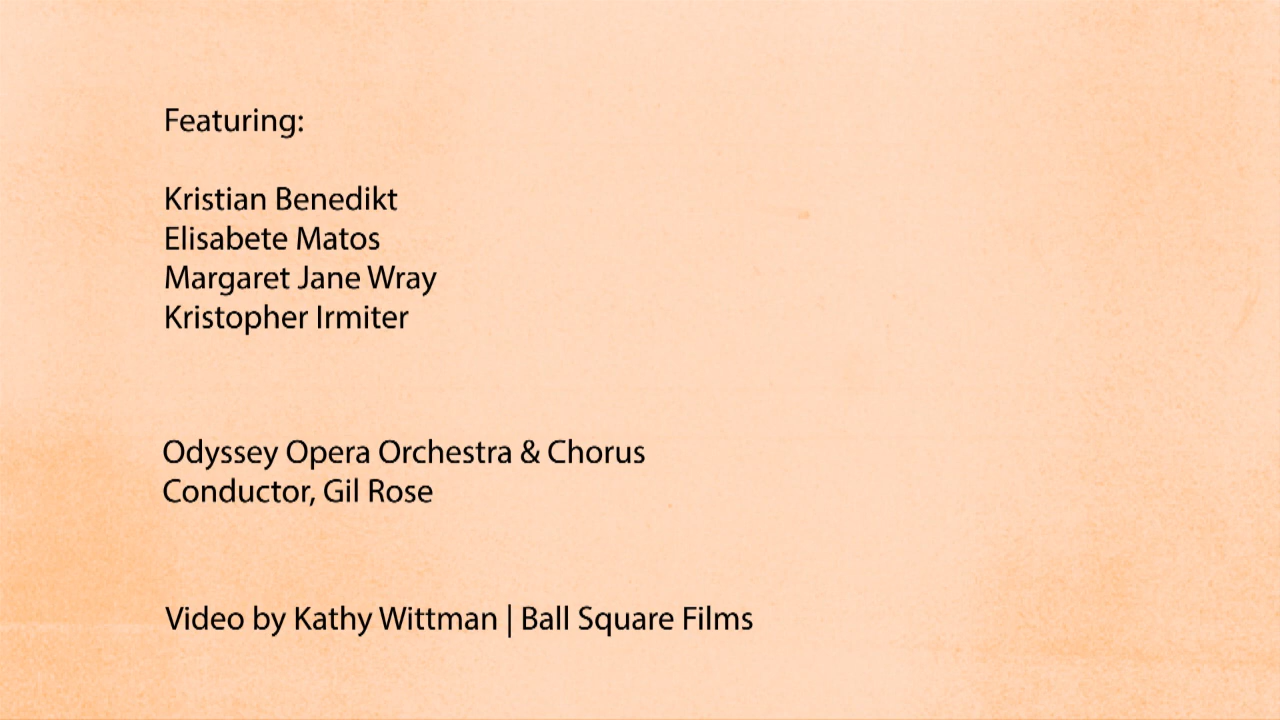 Featuring:
Kristian Benedikt
Elisabete Matos
Margaret Jane Wray
Kristopher Irmiter
Odyssey Opera Orchestra & Chorus
Conductor, Gil Rose
Video by Kathy Wittman | Ball Square Films